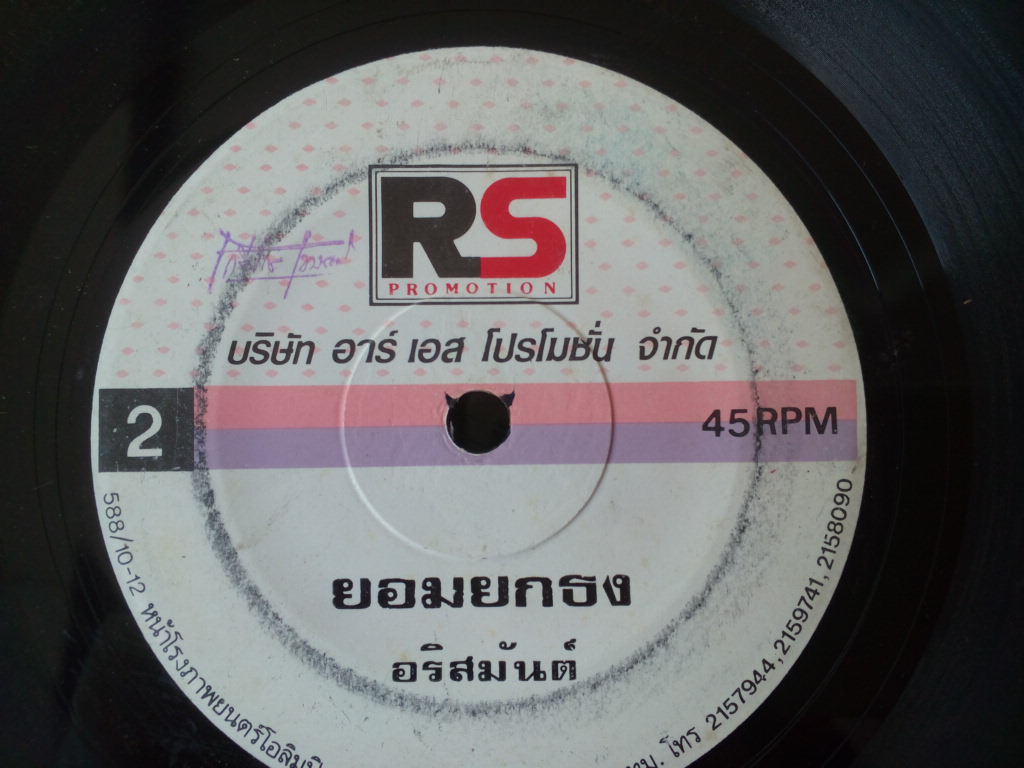 RS
PROMOTION
บริษัท อาร์ เอส โปรโมชั่น จำกัด
2
45 RPM
ยอมยกธง
อริสมันต์
588/10-12 หน้าโรงภาพยนตร์โอลิมปิ
โทร 2157944, 2159741, 2158090